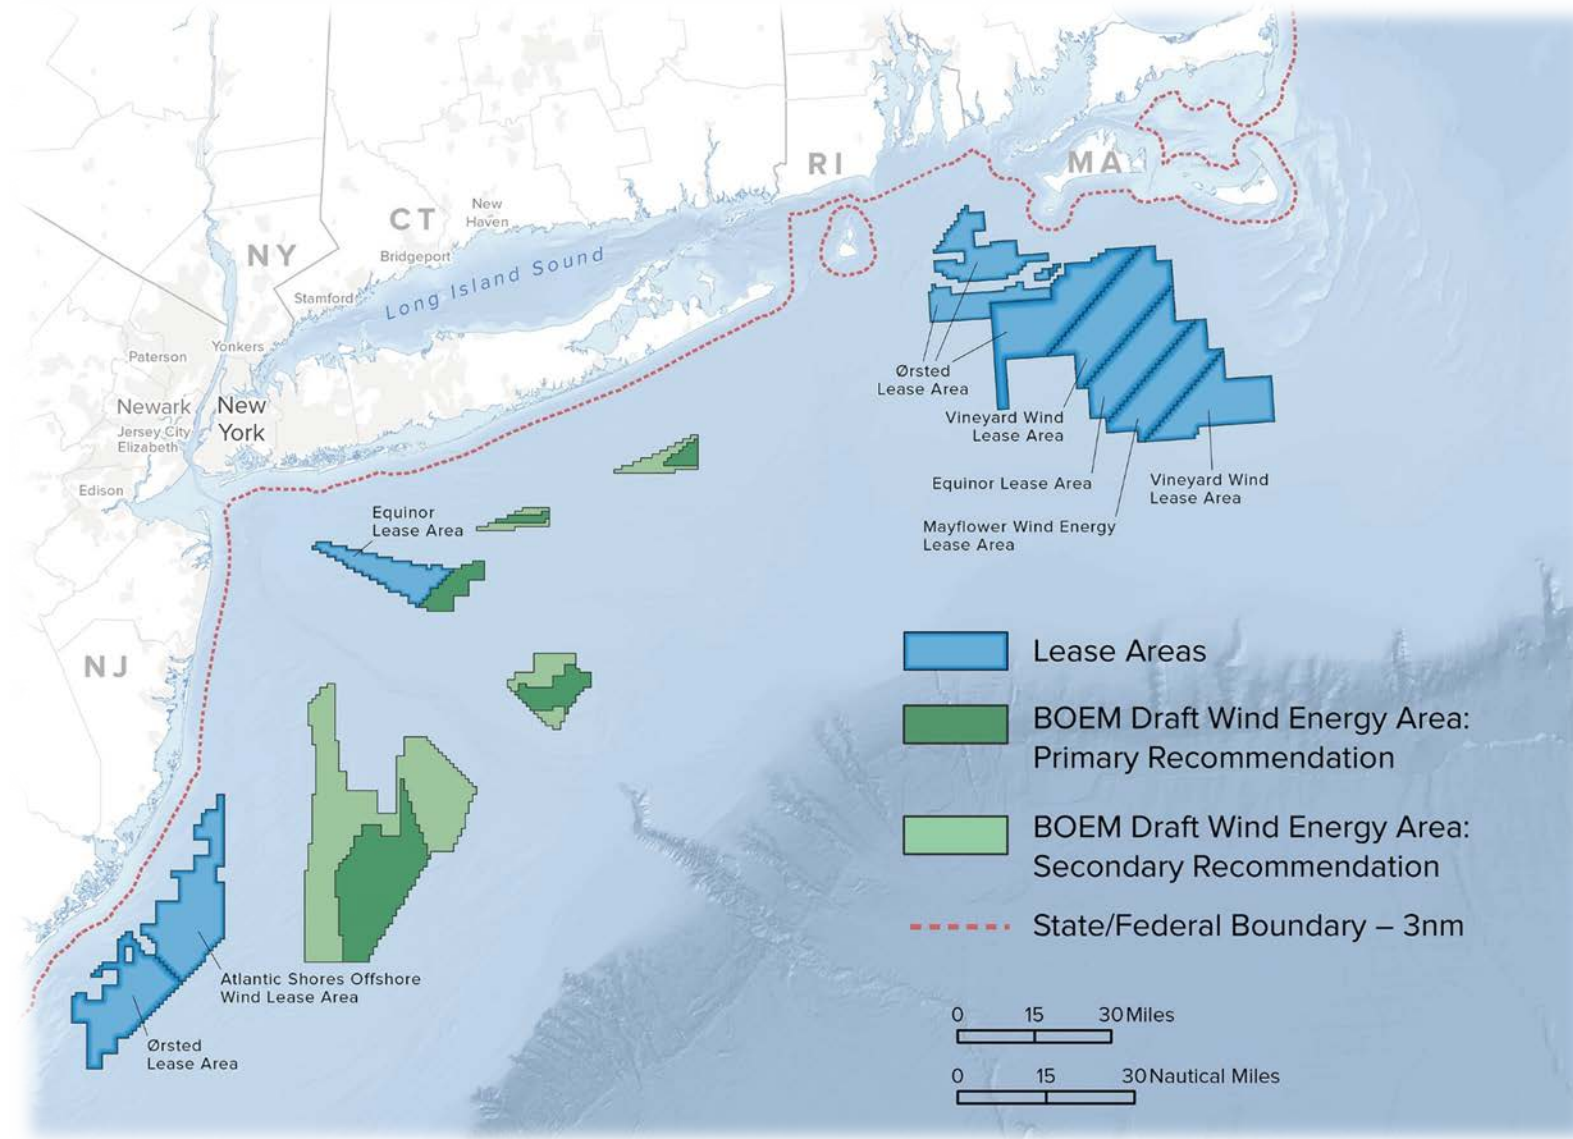 RI
MA
CT
New
Haven
NY
Bridgeport
Long Island Sound
Stamford
Yonkers
Paterson
Newark
New
York
Jersey City
Elizabeth
Edison
NJ
Ørsted
Lease Area
Vineyard Wind
Lease Area
Equinor Lease Area
Vineyard Wind
Lease Area
Mayflower Wind Energy
Lease Area
Equinor
Lease Area
Atlantic Shores Offshore
Wind Lease Area
Ørsted
Lease Area
Lease Areas
BOEM Draft Wind Energy Area:
Primary Recommendation
BOEM Draft Wind Energy Area:
Secondary Recommendation
State/Federal Boundary – 3nm
0 15 30 Miles
0 15 30 Nautical Miles